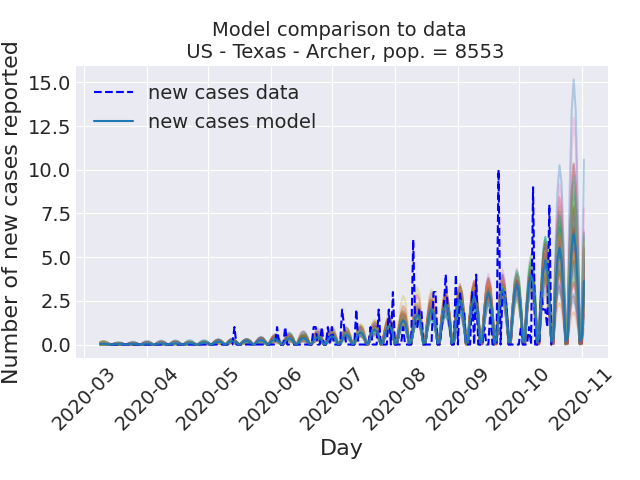 Model comparison to data
US - Texas - Archer, pop. = 8553
Number of new cases reported
15.0
12.5
10.0
7.5
5.0
2.5
0.0
new cases data
new cases model
2020-03
2020-04
2020-05
2020-06
2020-07
2020-08
2020-09
2020-10
2020-11
Day